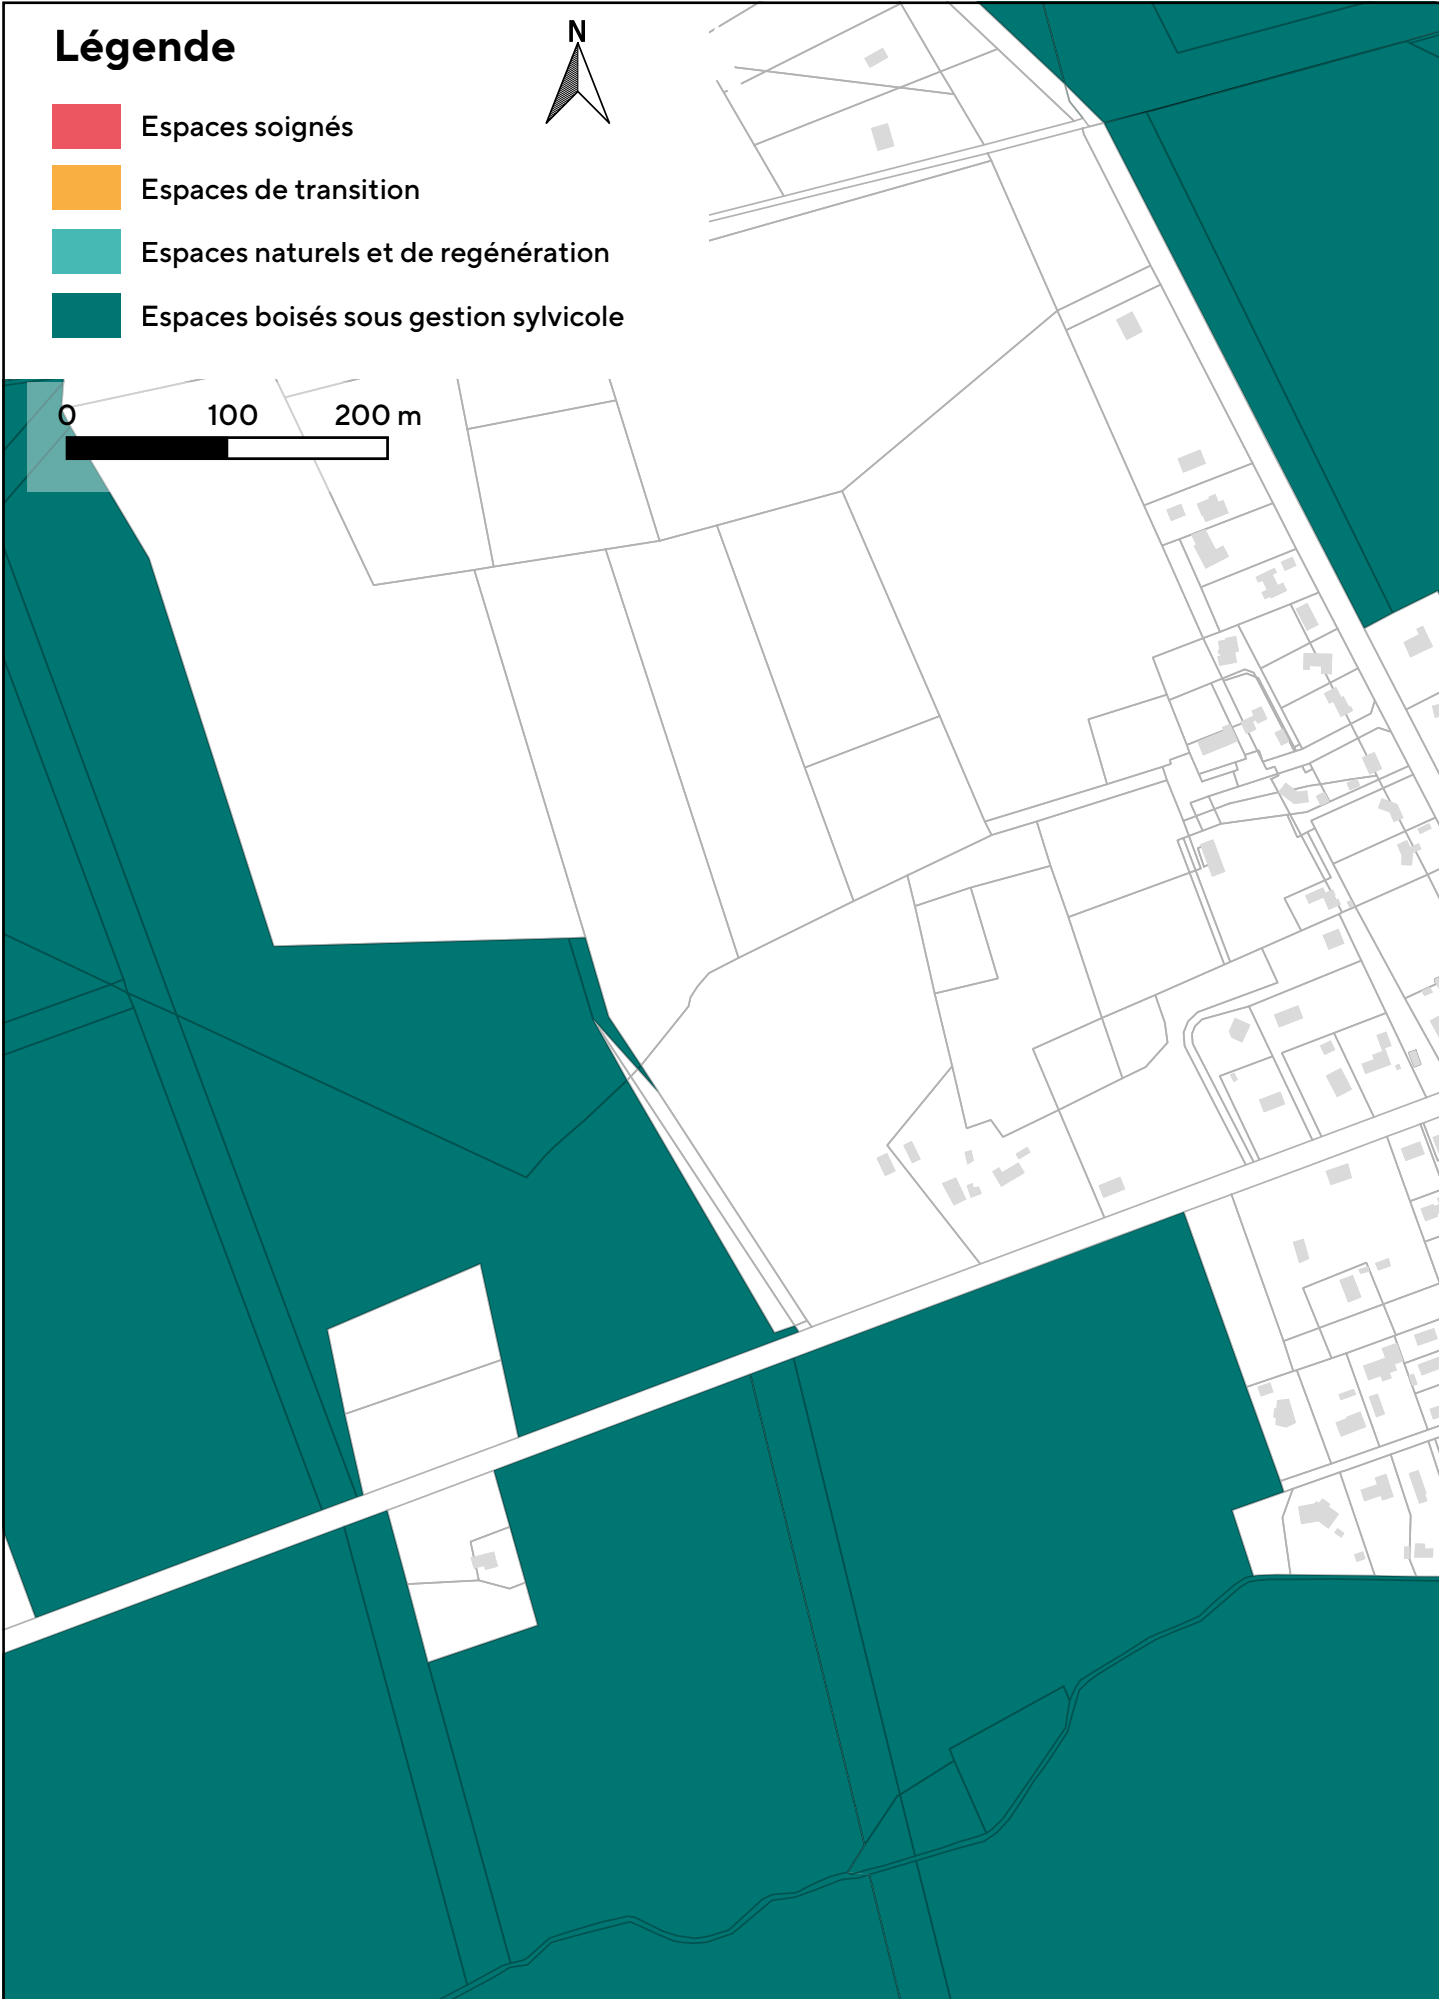 Légende
N
Espaces soignés
Espaces de transition
Espaces naturels et de regénération
Espaces boisés sous gestion sylvicole
0 100 200 m